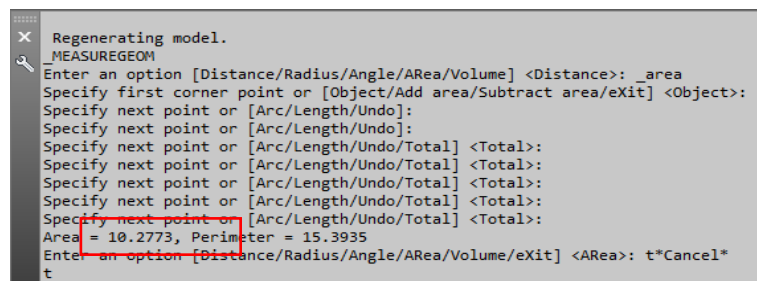 Regenerating model.
_MEASUREGEOM
Enter an option [Distance/Radius/Angle/ARea/Volume] <Distance>: _area
Specify first corner point or [Object/Add area/Subtract area/eXit] <Object>:
Specify next point or [Arc/Length/Undo]:
Specify next point or [Arc/Length/Undo]:
Specify next point or [Arc/Length/Undo/Total] <Total>:
Specify next point or [Arc/Length/Undo/Total] <Total>:
Specify next point or [Arc/Length/Undo/Total] <Total>:
Specify next point or [Arc/Length/Undo/Total] <Total>:
Specify next point or [Arc/Length/Undo/Total] <Total>:
Area = 10.2773, Perimeter = 15.3935
Enter an option [Distance/Radius/Angle/ARea/Volume/eXit] <ARea>: t*Cancel*
t